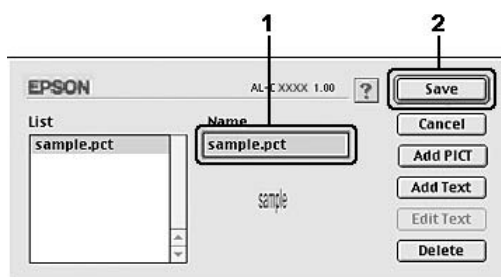 1 2
EPSON AL-C XXXX 1.00 ? Save
List Name Cancel
sample.pct sample.pct Add PICT
sample Add Text
Edit Text
Delete